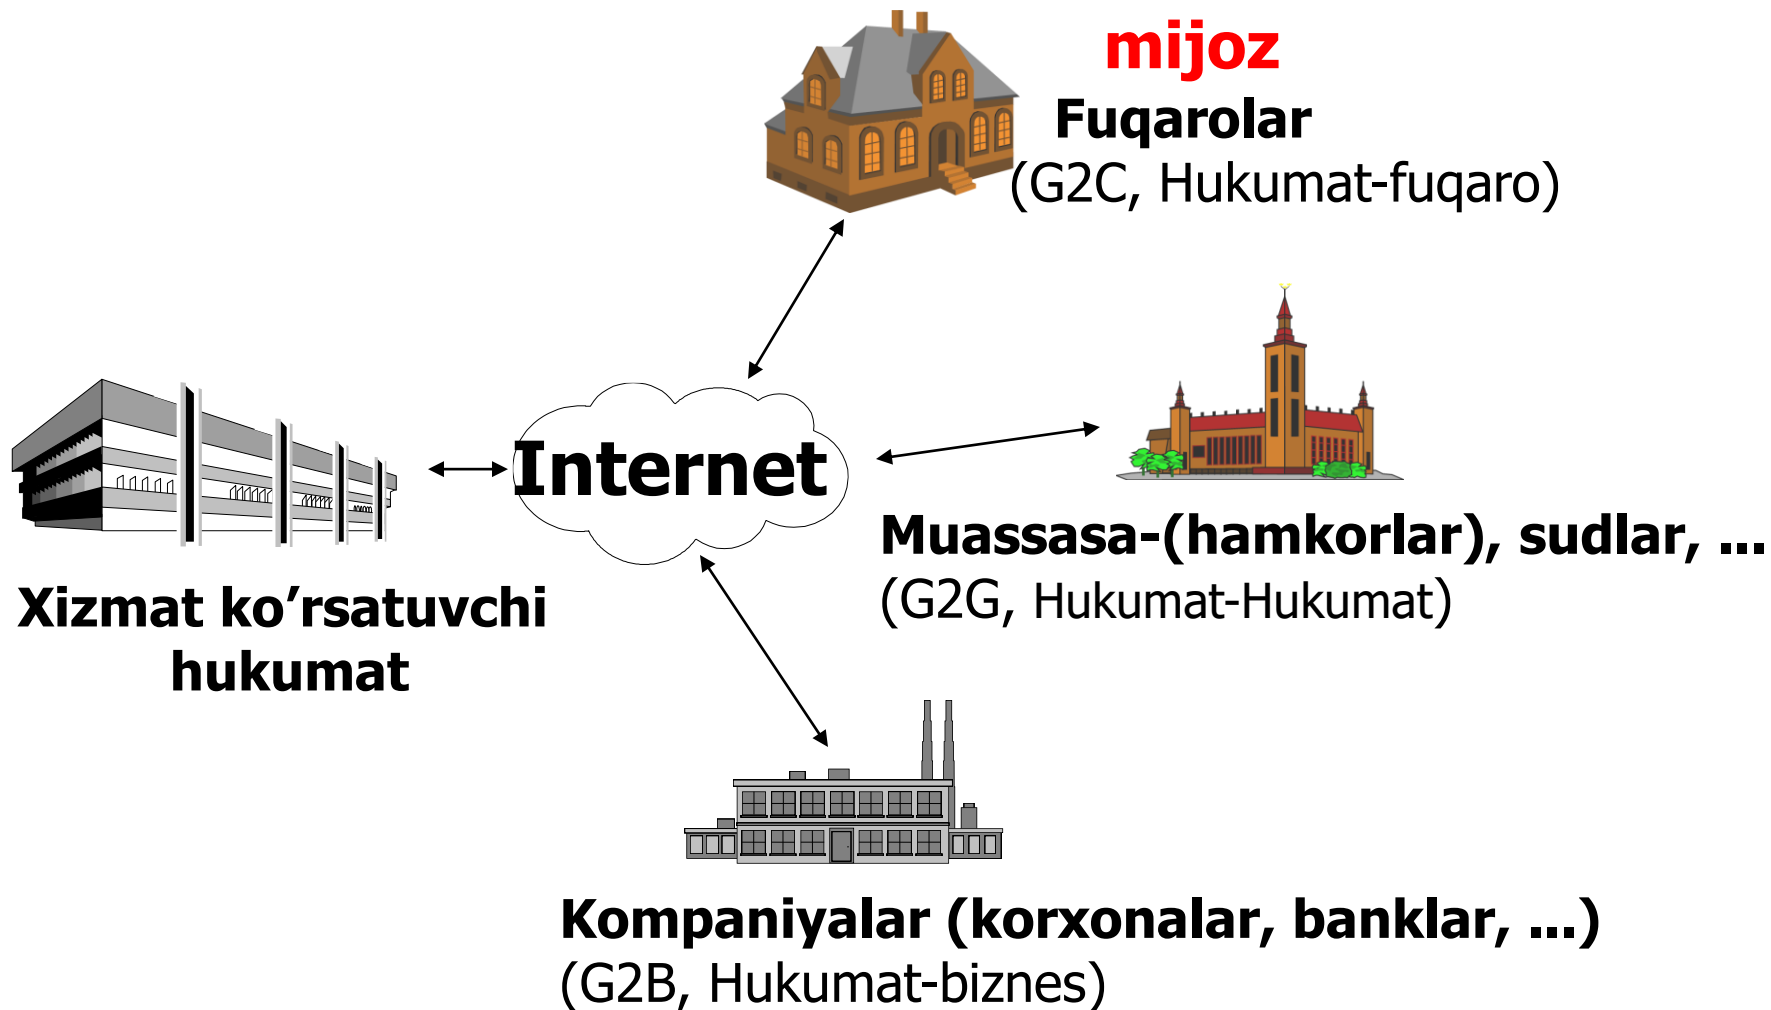 mijoz
Fuqarolar
(G2C, Hukumat-fuqaro)
Internet
Muassasa-(hamkorlar), sudlar, ...
(G2G, Hukumat-Hukumat)
Xizmat ko’rsatuvchi
hukumat
Kompaniyalar (korxonalar, banklar, ...)
(G2B, Hukumat-biznes)